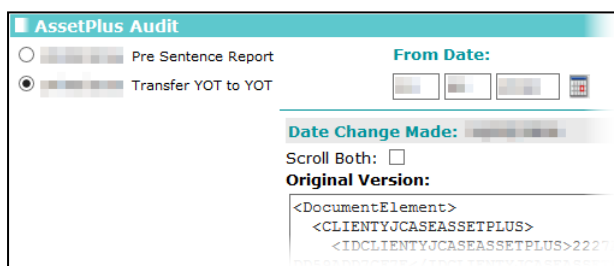 AssetPlus Audit
Pre Sentence Report
From Date:
Transfer YOT to YOT
Date Change Made:
Scroll Both:
Original Version:
<DocumentElement>
<CLIENTYJCASEASSETPLUS>
<IDCLIENTYJCASEASSETPLUS>2227